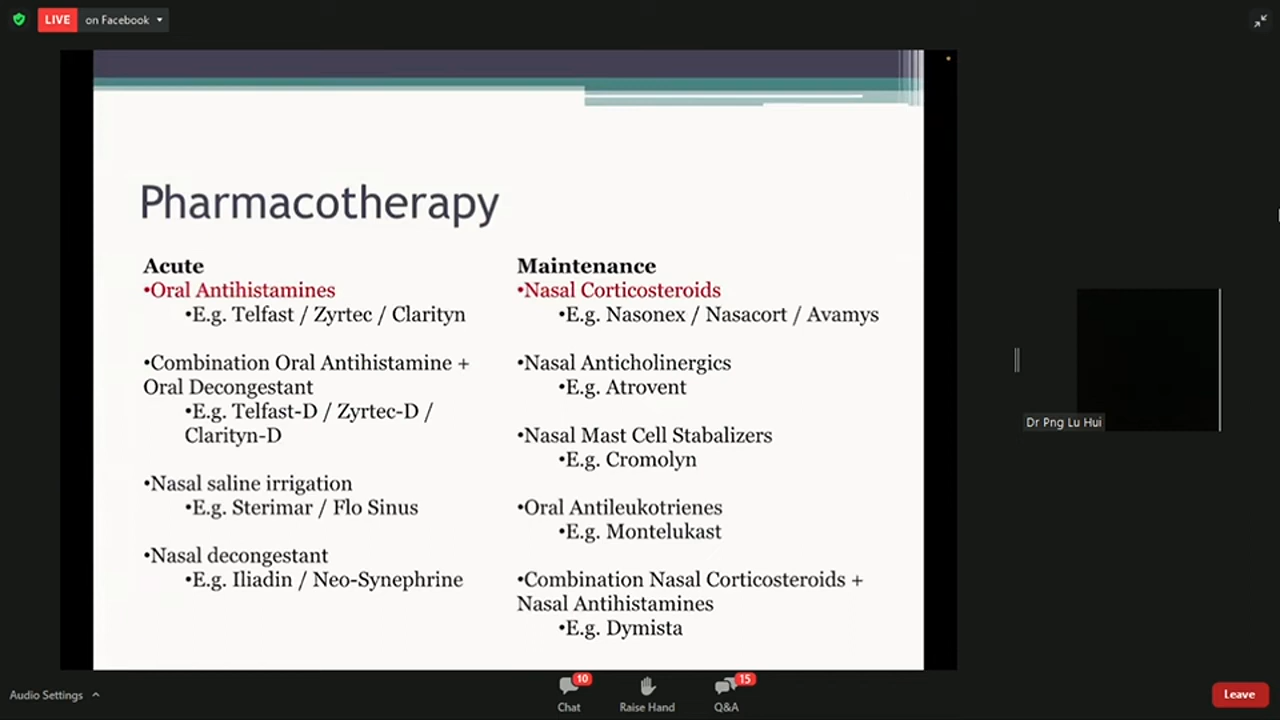 LIVE on Facebook
Pharmacotherapy
Acute
•Oral Antihistamines
•E.g. Telfast / Zyrtec / Clarityn
•Combination Oral Antihistamine +
Oral Decongestant
•E.g. Telfast-D / Zyrtec-D /
Clarityn-D
•Nasal saline irrigation
•E.g. Sterimar / Flo Sinus
•Nasal decongestant
•E.g. Iliadin / Neo-Synephrine
Maintenance
•Nasal Corticosteroids
•E.g. Nasonex / Nasacort / Avamys
•Nasal Anticholinergics
•E.g. Atrovent
•Nasal Mast Cell Stabalizers
•E.g. Cromolyn
•Oral Antileukotrienes
•E.g. Montelukast
•Combination Nasal Corticosteroids +
Nasal Antihistamines
•E.g. Dymista
Dr Png Lu Hui
Audio Settings
10
Chat
Raise Hand
15
Q&A
Leave